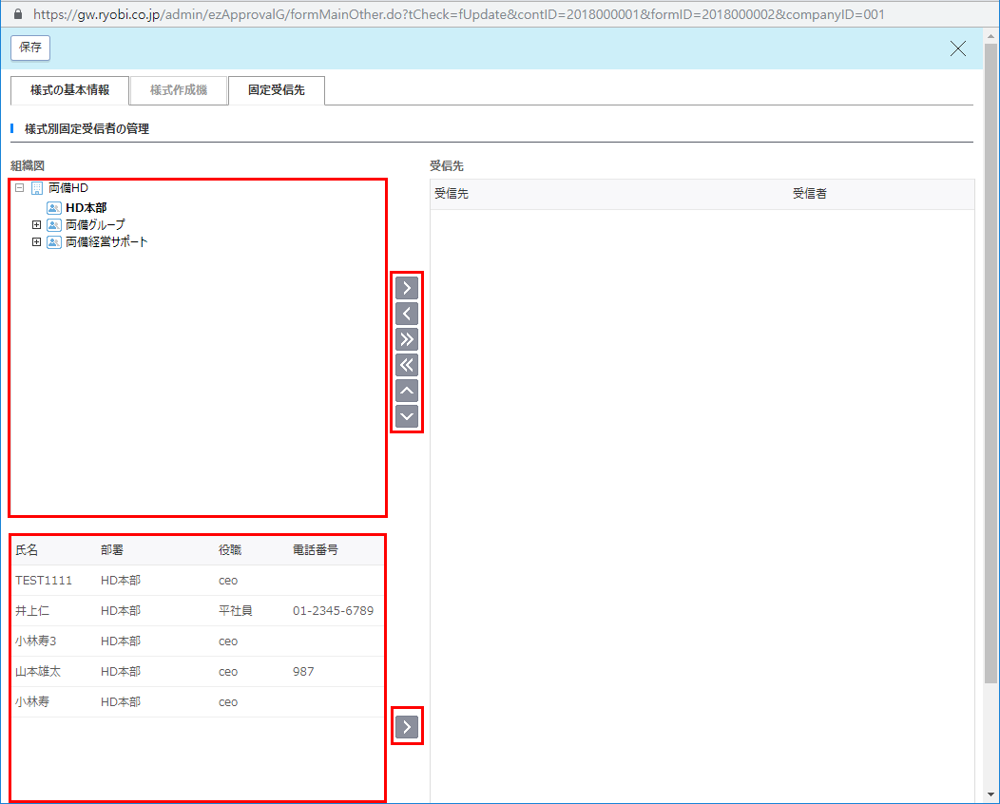 https://gw.ryobi.co.jp/admin/ezApprovalG/formMainOther.do?tCheck=fUpdate&contID=2018000001&formID=2018000002&companyID=001
保存
様式の基本情報 様式作成機 固定受信先
様式別固定受信者の管理
組織図
両備HD
HD本部
両備グループ
両備経営サポート
受信先
受信先 受信者
氏名 部署 役職 電話番号
TEST1111 HD本部 ceo
井上仁 HD本部 平社員 01-2345-6789
小林寿3 HD本部 ceo
山本雄太 HD本部 ceo 987
小林寿 HD本部 ceo